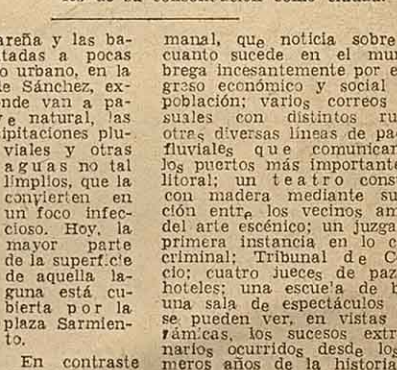 areña y las ba-
tadas a pocas
o urbano, en la
de Sánchez, ex-
nde van a pa-
e natural, las
ipitaciones plu-
viales y otras
aguas no tal
limpios, que la
convierten en
un foco infec-
cioso. Hoy, la
mayor parte
de la superficie
de aquella la-
guna está cu-
bierta por la
plaza Sarmien-
to.
En contraste
manal, que noticia sobre
cuanto sucede en el mun
brega incesantemente por e
greso económico y social
población; varios correos
suales con distintos ru
otras diversas líneas de pa
fluviales que comunicar
los puertos más importante
litoral; un teatro cons
con madera mediante su
ción entre los vecinos am
del arte escénico; un juzga
primera instancia en lo c
criminal; Tribunal de C
cio; cuatro jueces de paz
hoteles; una escuela de b
una sala de espectáculos
se pueden ver, en vistas
rámicas, los sucesos extr
narios ocurridos desde los
meros años de la historia